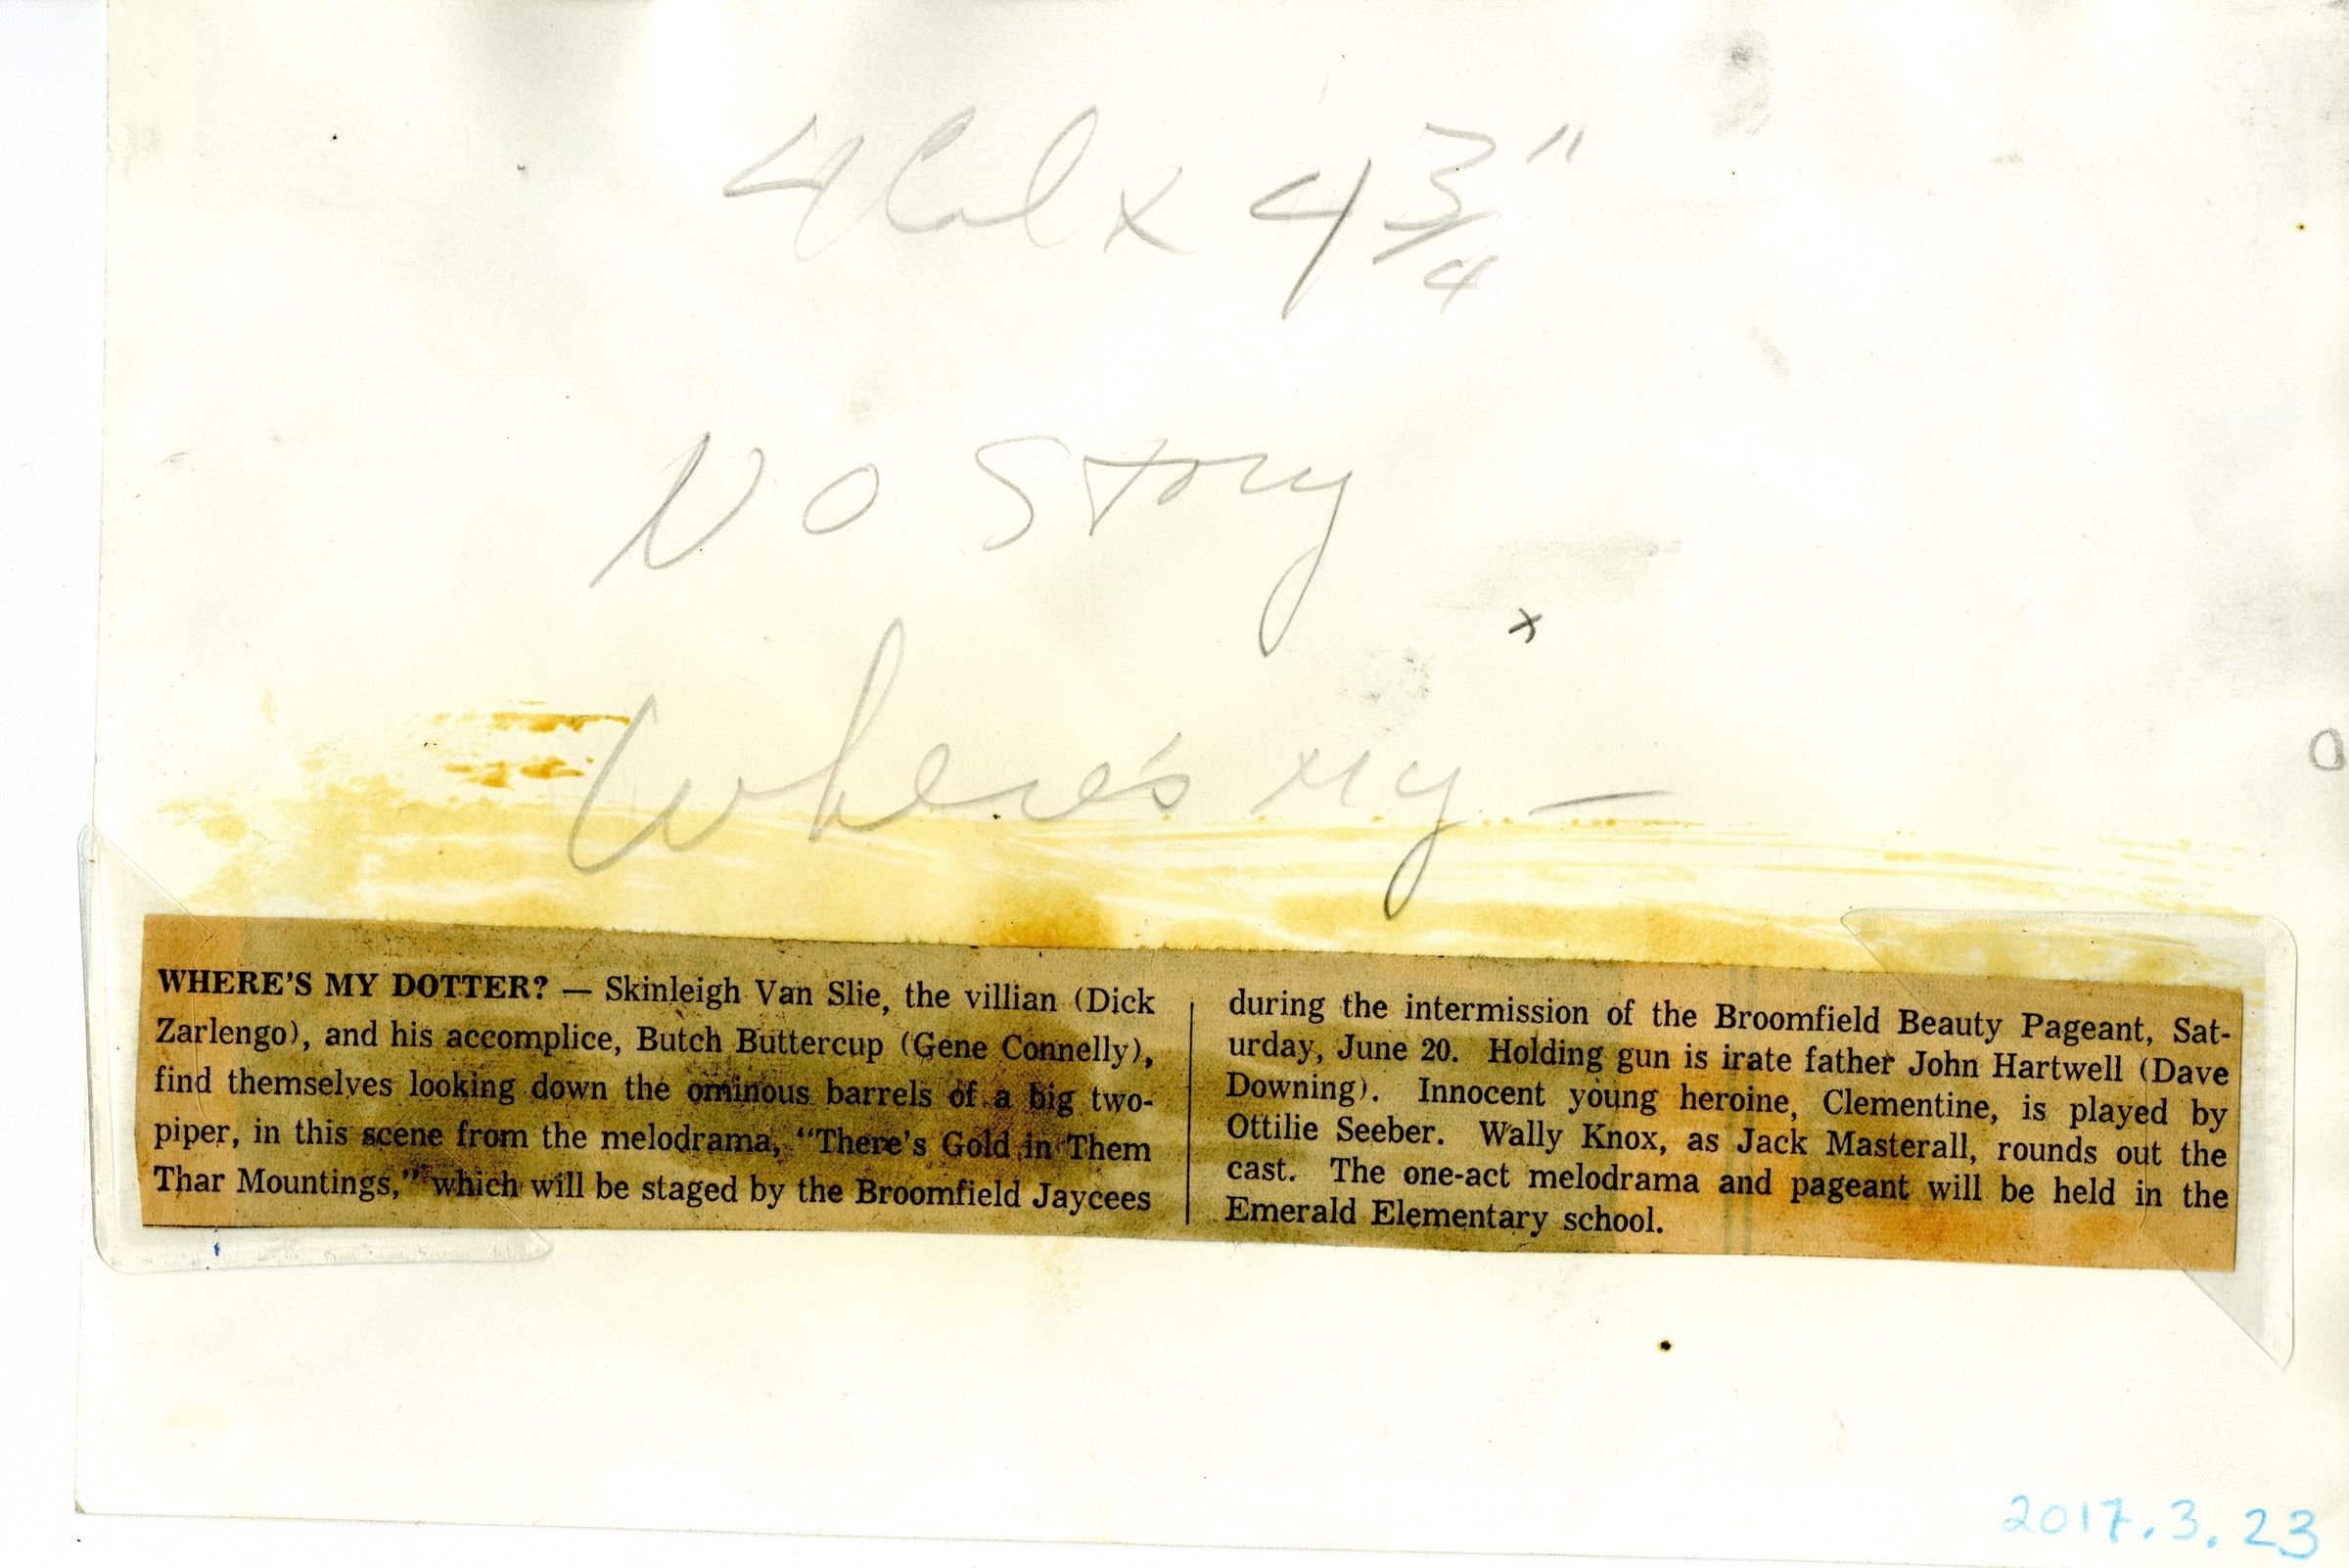 4 Col x 4 3/4"
No Story
x
Where's My —
WHERE'S MY DOTTER? — Skinleigh Van Slie, the villian (Dick
Zarlengo), and his accomplice, Butch Buttercup (Gene Connelly),
find themselves looking down the ominous barrels of a big two-
piper, in this scene from the melodrama, "There's Gold in Them
Thar Mountings," which will be staged by the Broomfield Jaycees
during the intermission of the Broomfield Beauty Pageant, Sat-
urday, June 20. Holding gun is irate father John Hartwell (Dave
Downing). Innocent young heroine, Clementine, is played by
Ottilie Seeber. Wally Knox, as Jack Masterall, rounds out the
cast. The one-act melodrama and pageant will be held in the
Emerald Elementary school.
2017.3.23